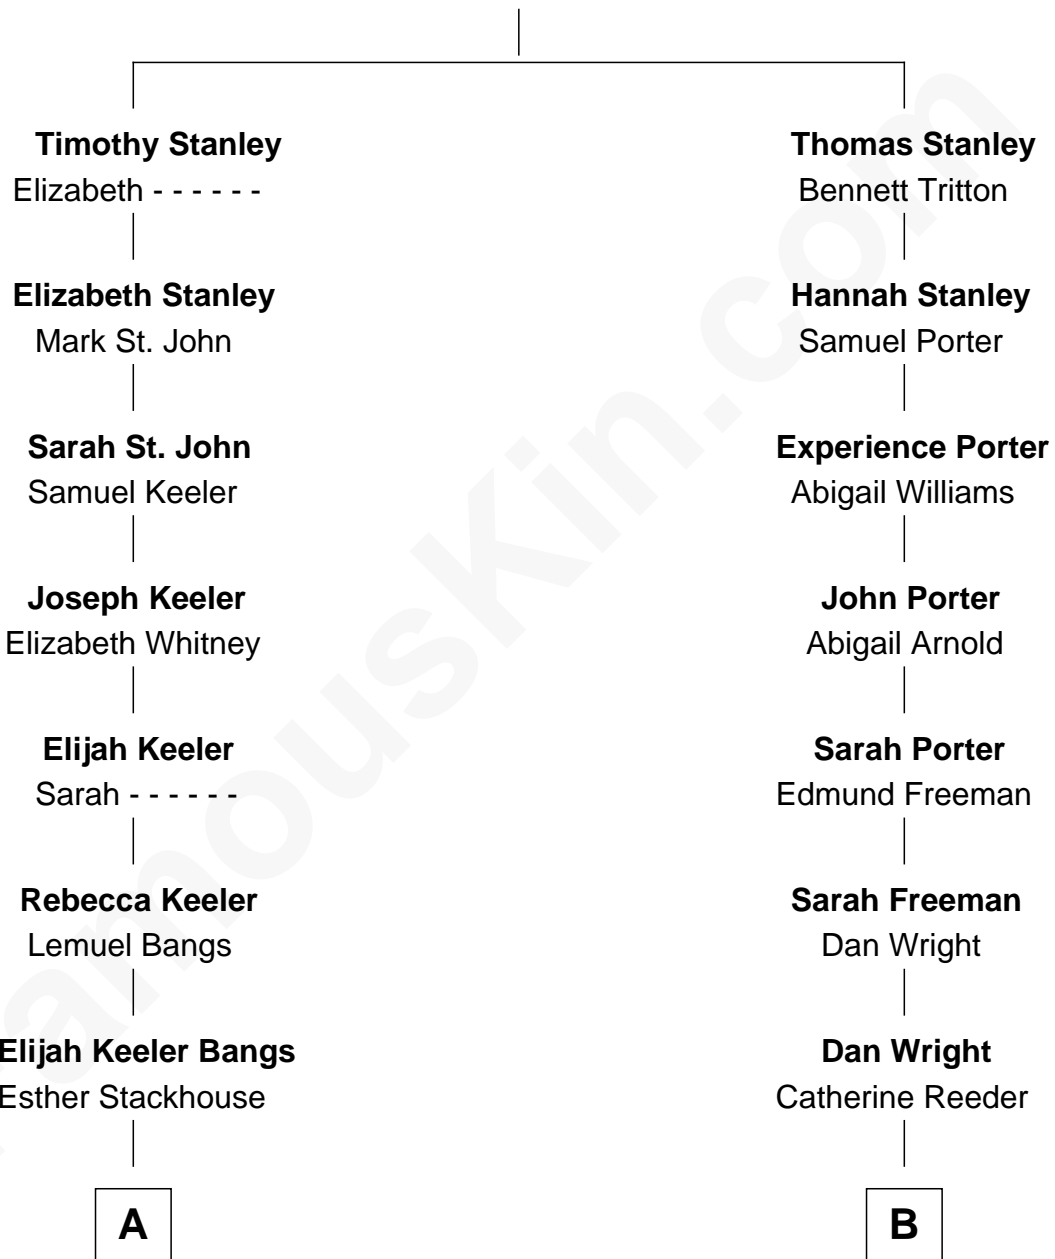 Timothy Stanley
Elizabeth - - - - - -
Elizabeth Stanley
Mark St. John
Sarah St. John
Samuel Keeler
Joseph Keeler
Elizabeth Whitney
Elijah Keeler
Sarah - - - - - -
Rebecca Keeler
Lemuel Bangs
Elijah Keeler Bangs
Esther Stackhouse
A
Thomas Stanley
Bennett Tritton
Hannah Stanley
Samuel Porter
Experience Porter
Abigail Williams
John Porter
Abigail Arnold
Sarah Porter
Edmund Freeman
Sarah Freeman
Dan Wright
Dan Wright
Catherine Reeder
B
FamousKin.com